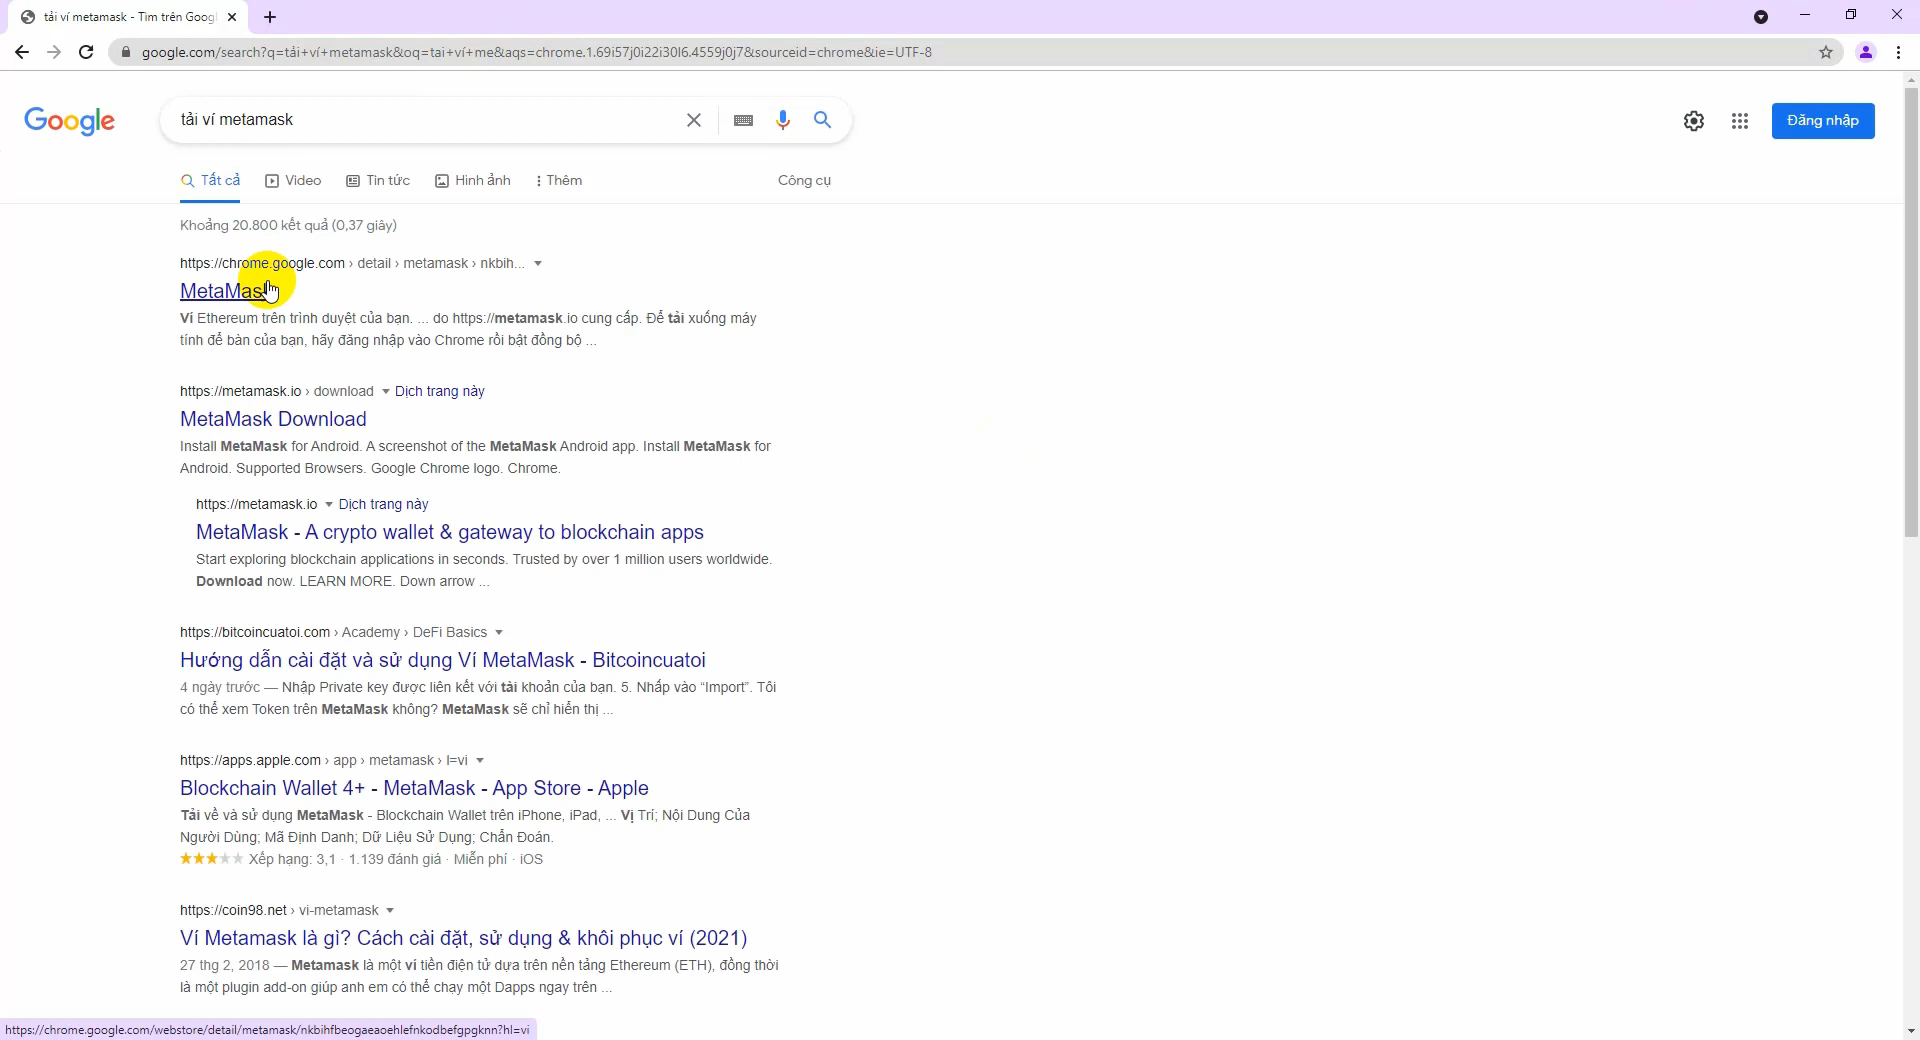 tải ví metamask - Tìm trên Googl
google.com/search?q=tải+ví+metamask&oq=tai+ví+me&aqs=chrome.1.69i57j0i22i30l6.4559j0j7&sourceid=chrome&ie=UTF-8
Google
tải ví metamask
Đăng nhập
Tất cả
Video
Tin tức
Hình ảnh
Thêm
Công cụ
Khoảng 20.800 kết quả (0,37 giây)
https://chrome.google.com › detail › metamask › nkbih...
MetaMask
Ví Ethereum trên trình duyệt của bạn. ... do https://metamask.io cung cấp. Để tải xuống máy
tính để bàn của bạn, hãy đăng nhập vào Chrome rồi bật đồng bộ ...
https://metamask.io › download
Dịch trang này
MetaMask Download
Install MetaMask for Android. A screenshot of the MetaMask Android app. Install MetaMask for
Android. Supported Browsers. Google Chrome logo. Chrome.
https://metamask.io
Dịch trang này
MetaMask - A crypto wallet & gateway to blockchain apps
Start exploring blockchain applications in seconds. Trusted by over 1 million users worldwide.
Download now. LEARN MORE. Down arrow ...
https://bitcoincuatoi.com › Academy › DeFi Basics
Hướng dẫn cài đặt và sử dụng Ví MetaMask - Bitcoincuatoi
4 ngày trước — Nhập Private key được liên kết với tài khoản của bạn. 5. Nhấp vào “Import”. Tôi
có thể xem Token trên MetaMask không? MetaMask sẽ chỉ hiển thị ...
https://apps.apple.com › app › metamask › l=vi
Blockchain Wallet 4+ - MetaMask - App Store - Apple
Tải về và sử dụng MetaMask - Blockchain Wallet trên iPhone, iPad, ... Vị Trí; Nội Dung Của
Người Dùng; Mã Định Danh; Dữ Liệu Sử Dụng; Chẩn Đoán.
Xếp hạng: 3,1 · 1.139 đánh giá · Miễn phí · iOS
https://coin98.net › vi-metamask
Ví Metamask là gì? Cách cài đặt, sử dụng & khôi phục ví (2021)
27 thg 2, 2018 — Metamask là một ví tiền điện tử dựa trên nền tảng Ethereum (ETH), đồng thời
là một plugin add-on giúp anh em có thể chạy một Dapps ngay trên ...
https://chrome.google.com/webstore/detail/metamask/nkbihfbeogaeaoehlefnkodbefgpgknn?hl=vi